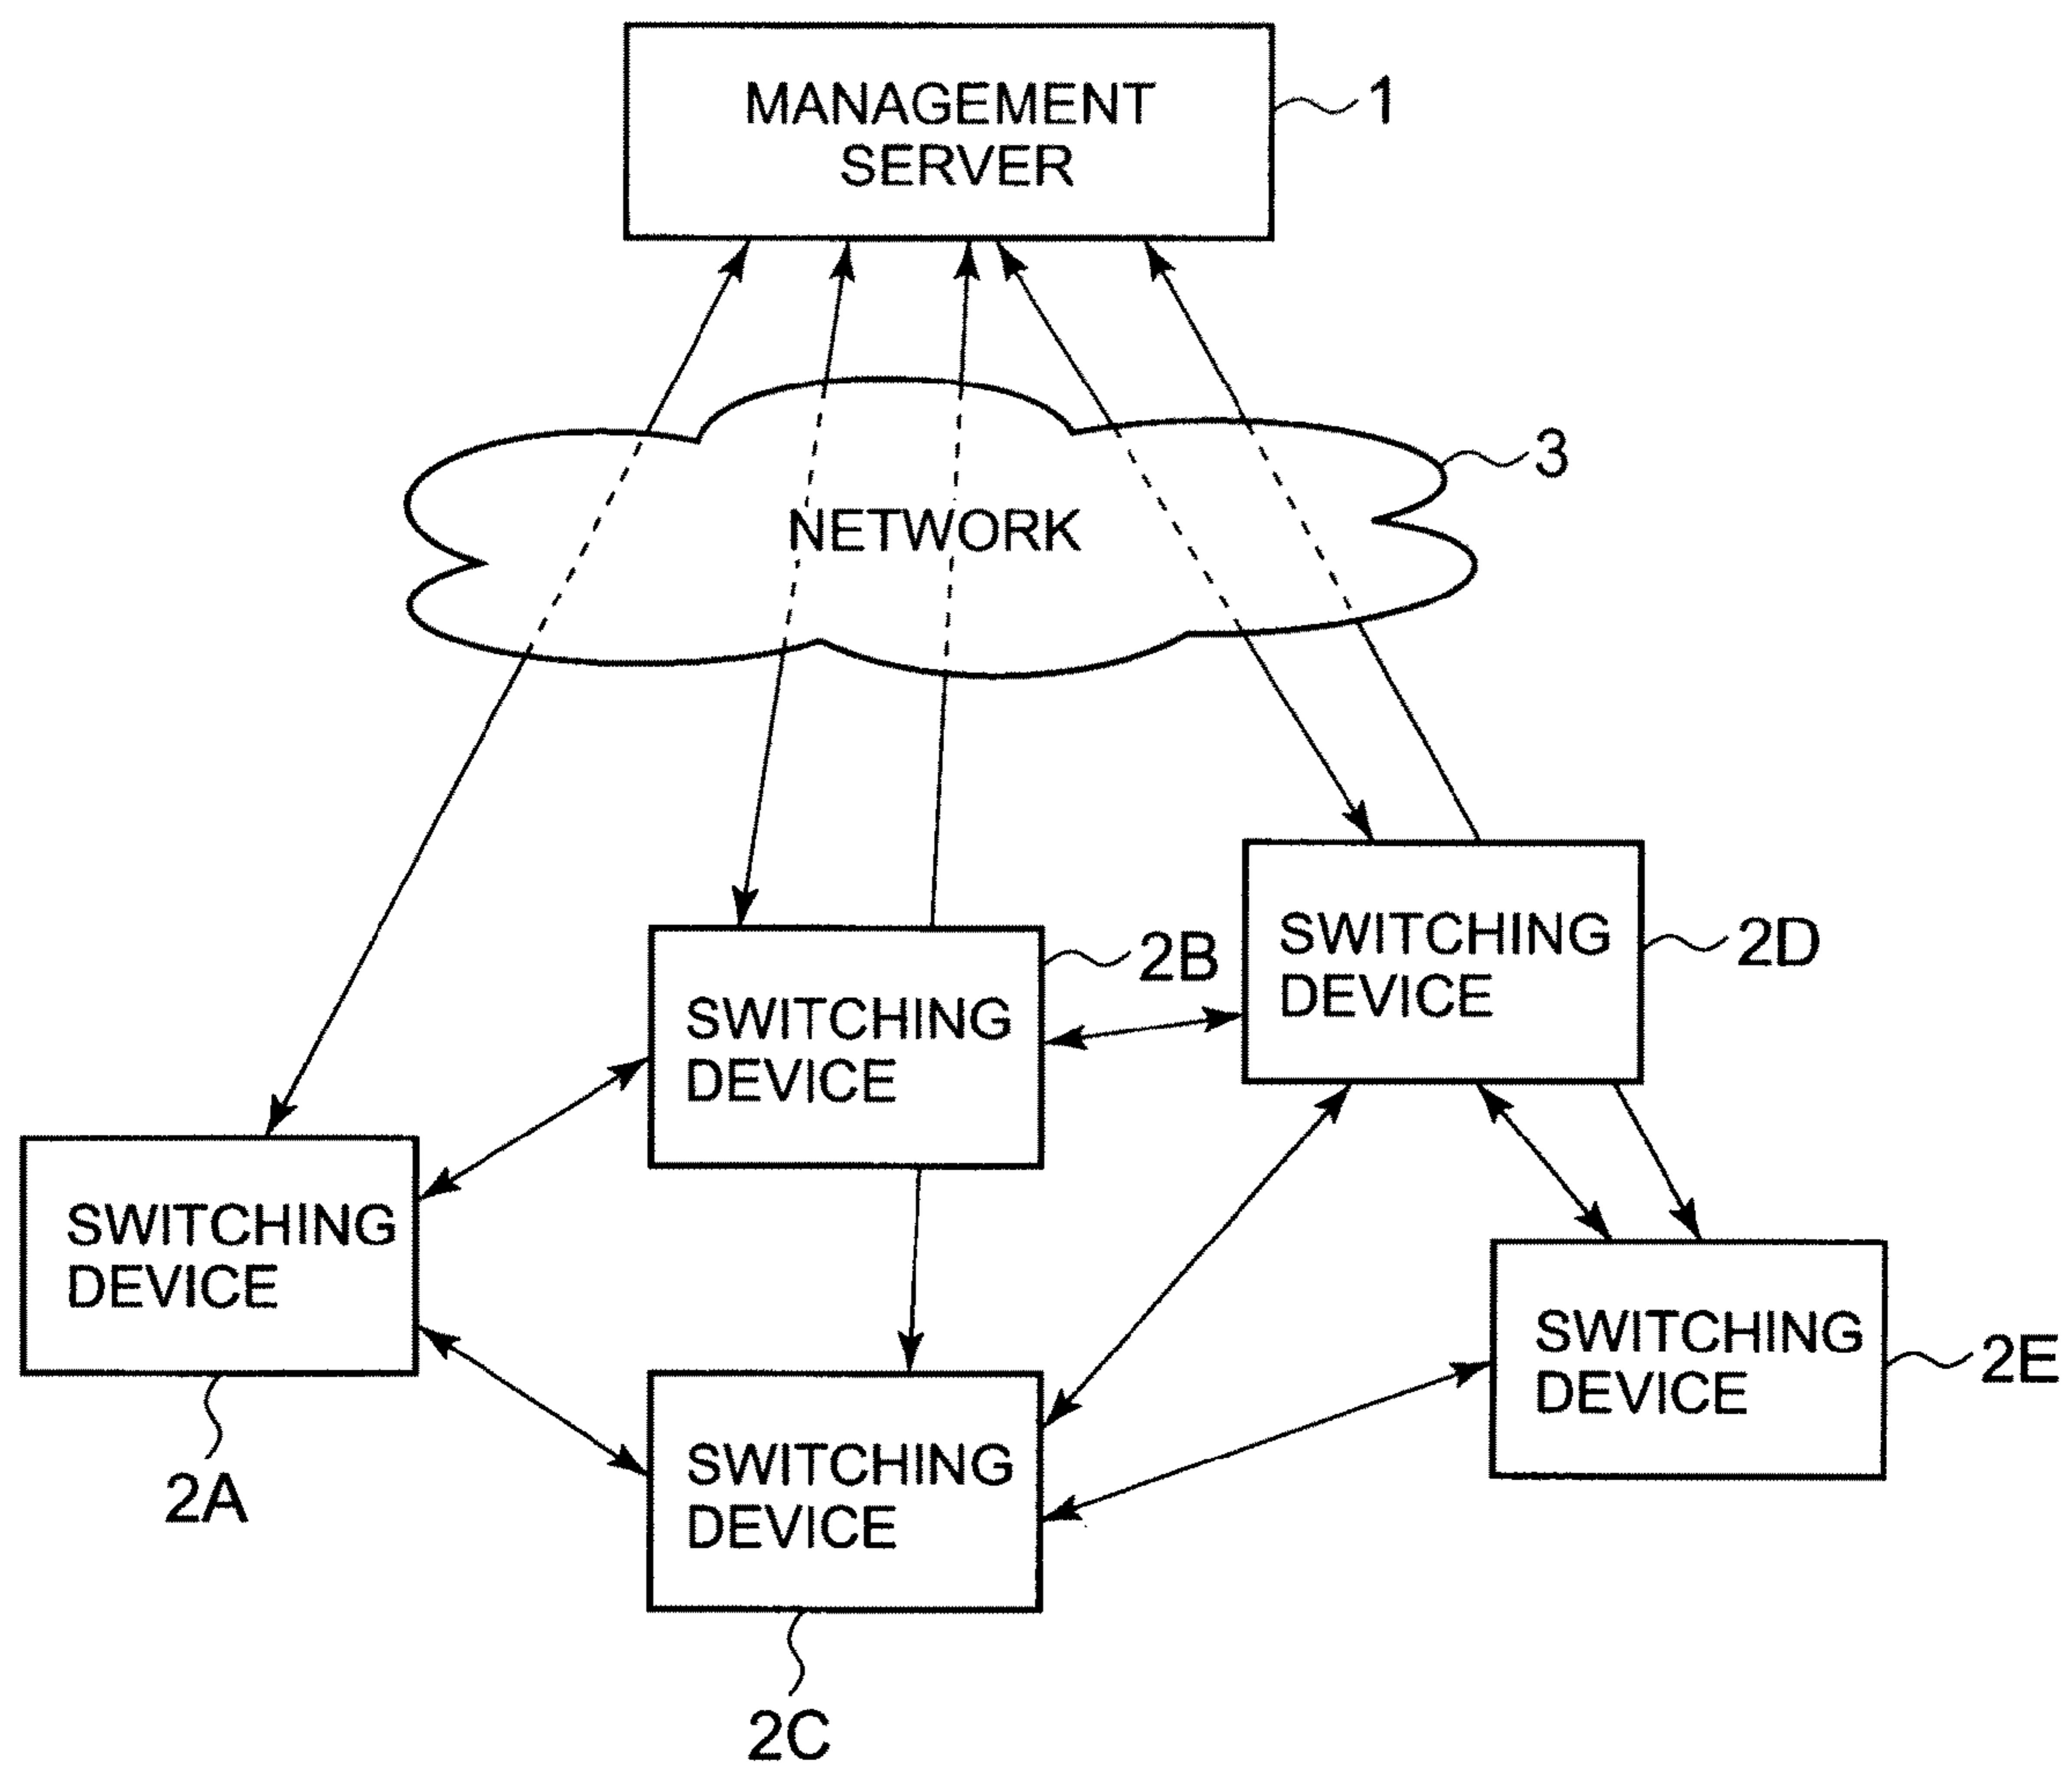 MANAGEMENT
SERVER
1
3
NETWORK
SWITCHING
DEVICE
2D
2B
SWITCHING
DEVICE
SWITCHING
DEVICE
2A
SWITCHING
DEVICE
2E
SWITCHING
DEVICE
2C